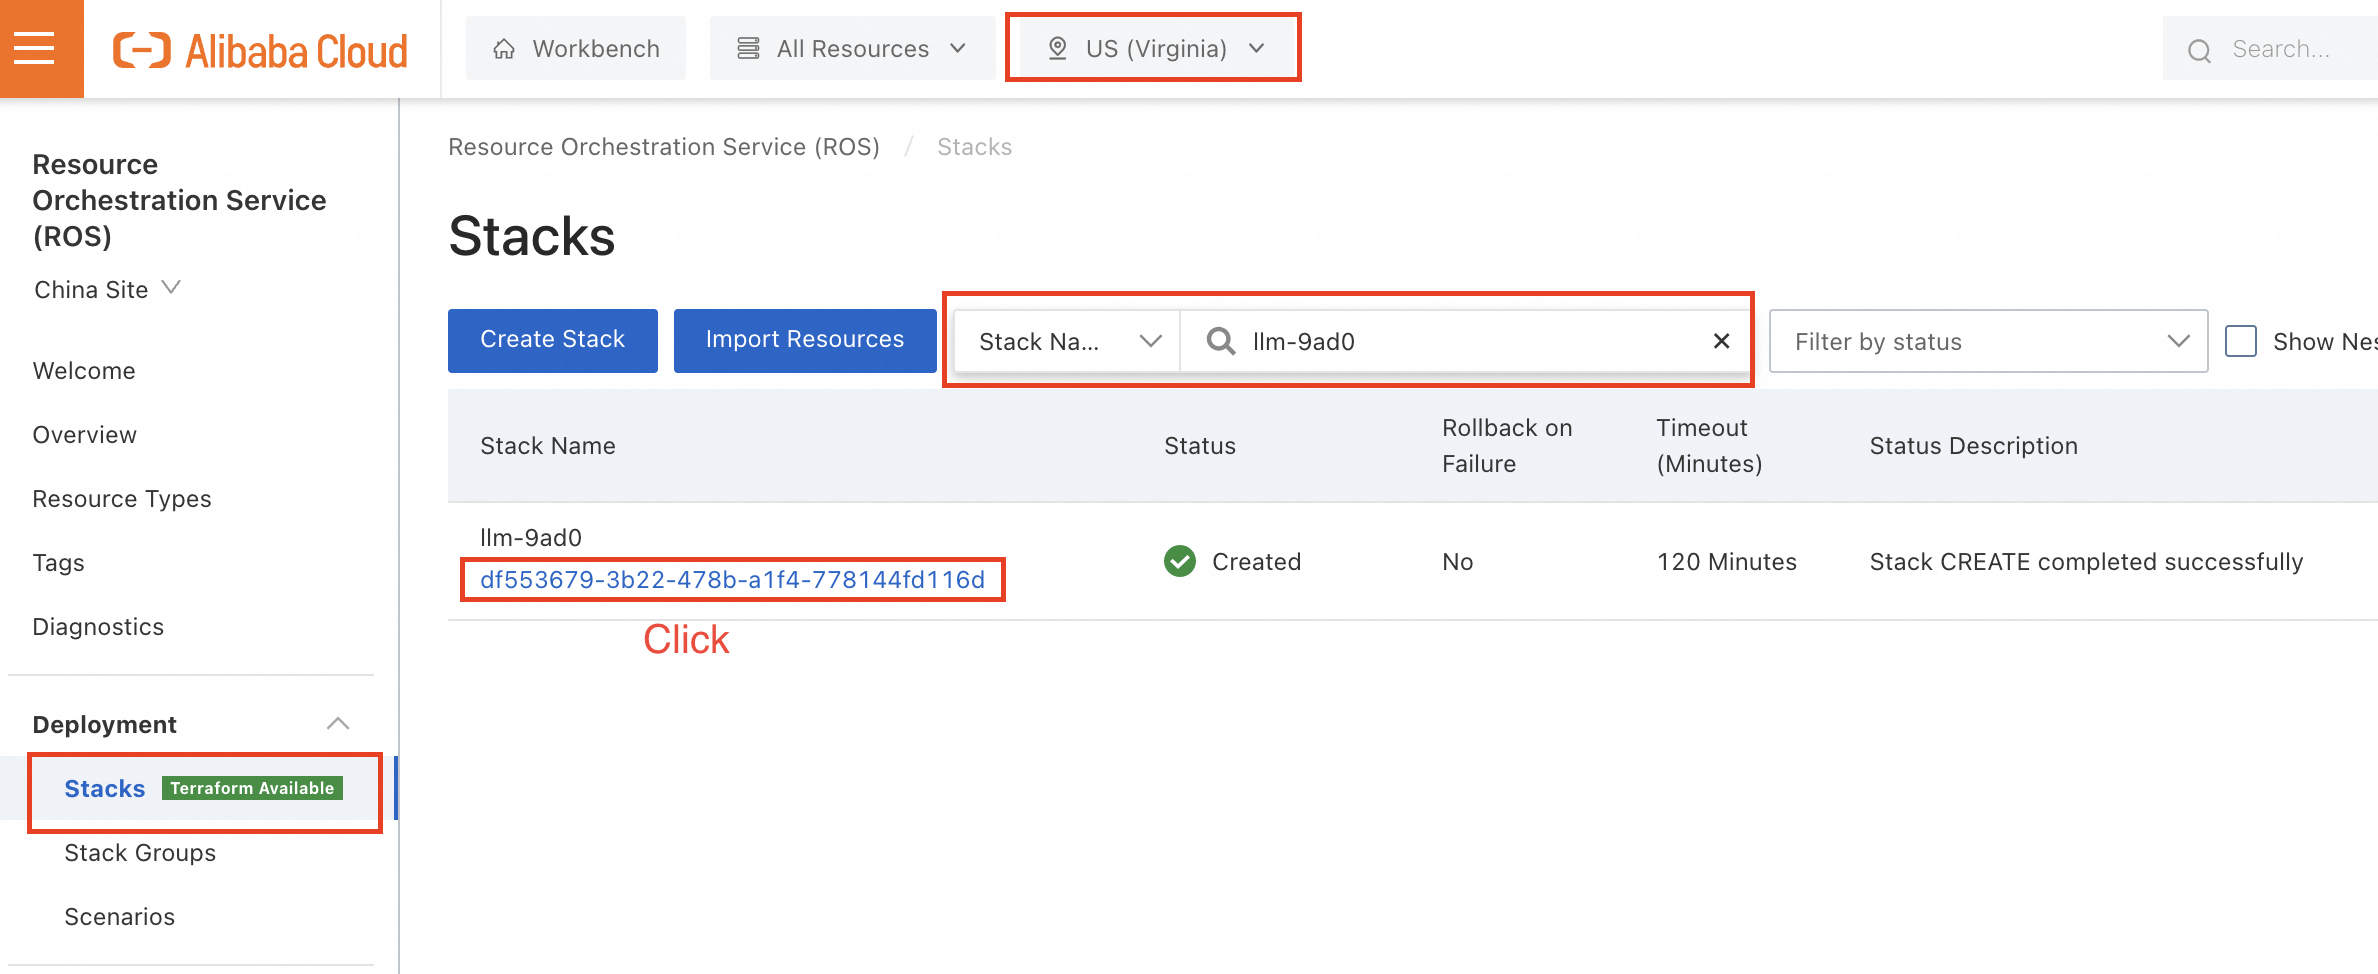 Alibaba Cloud
Workbench
All Resources
US (Virginia)
Search...
Resource
Orchestration Service
(ROS)
China Site
Welcome
Overview
Resource Types
Tags
Diagnostics
Deployment
Stacks Terraform Available
Stack Groups
Scenarios
Resource Orchestration Service (ROS) / Stacks
Stacks
Create Stack
Import Resources
Stack Na...
llm-9ad0
Filter by status
Show Nes
Stack Name
Status
Rollback on
Failure
Timeout
(Minutes)
Status Description
llm-9ad0
df553679-3b22-478b-a1f4-778144fd116d
Created
No
120 Minutes
Stack CREATE completed successfully
Click